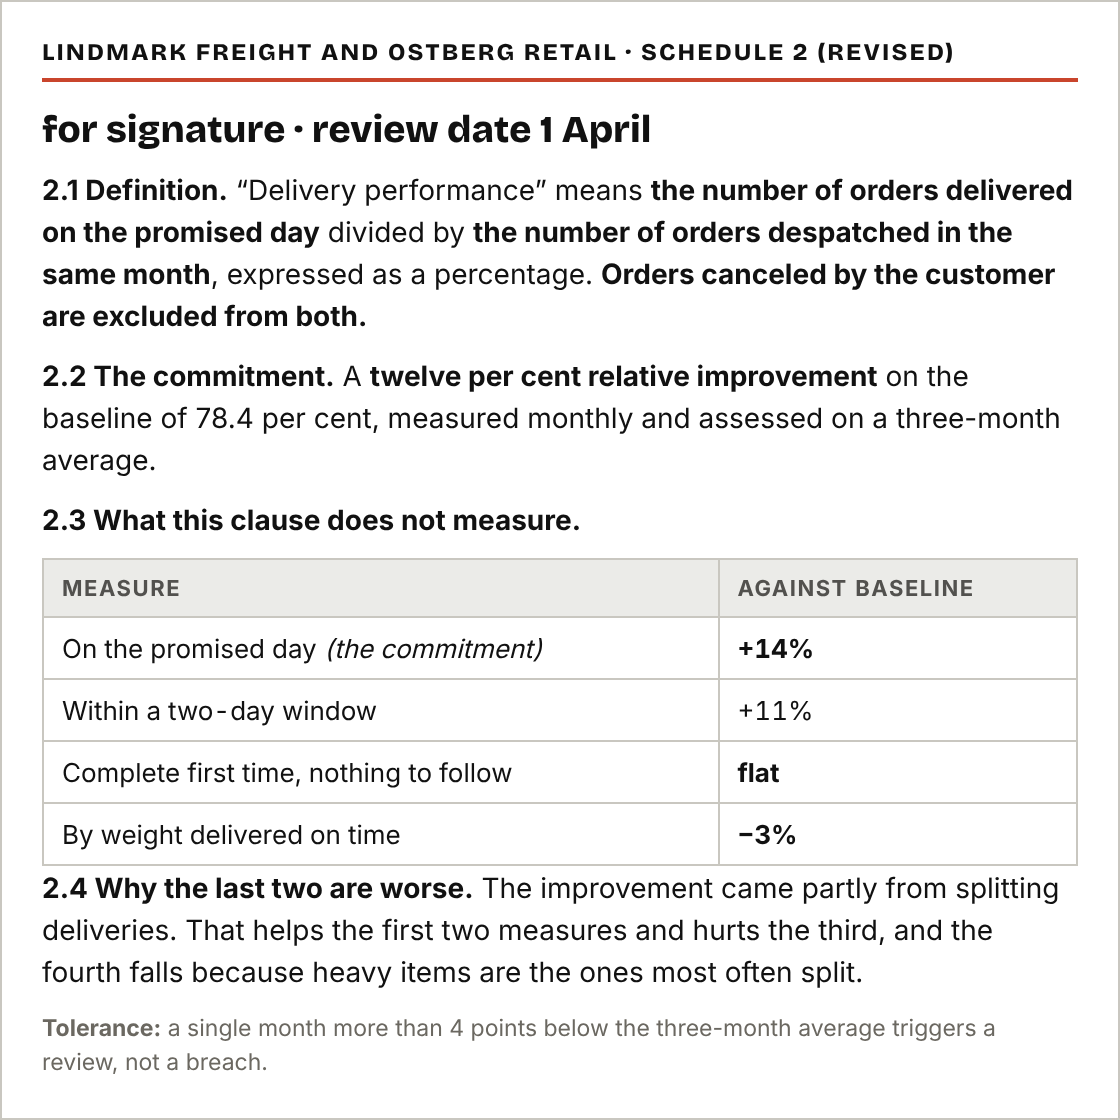 LINDMARK FREIGHT AND OSTBERG RETAIL · SCHEDULE 2 (REVISED)
for signature · review date 1 April
2.1 Definition. “Delivery performance” means the number of orders delivered
on the promised day divided by the number of orders despatched in the
same month, expressed as a percentage. Orders canceled by the customer
are excluded from both.
2.2 The commitment. A twelve per cent relative improvement on the
baseline of 78.4 per cent, measured monthly and assessed on a three-month
average.
2.3 What this clause does not measure.
MEASURE AGAINST BASELINE
On the promised day (the commitment) +14%
Within a two-day window +11%
Complete first time, nothing to follow flat
By weight delivered on time −3%
2.4 Why the last two are worse. The improvement came partly from splitting
deliveries. That helps the first two measures and hurts the third, and the
fourth falls because heavy items are the ones most often split.
Tolerance: a single month more than 4 points below the three-month average triggers a
review, not a breach.